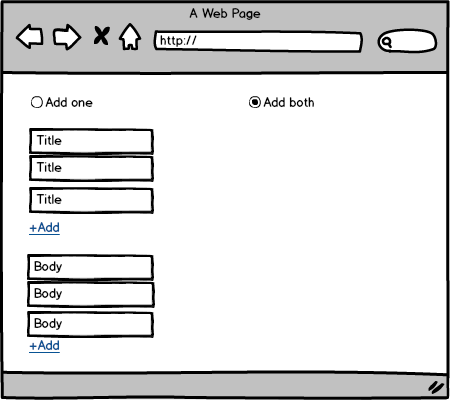 A Web Page
http://
Add one
Add both
Title
Title
Title
+Add
Body
Body
Body
+Add